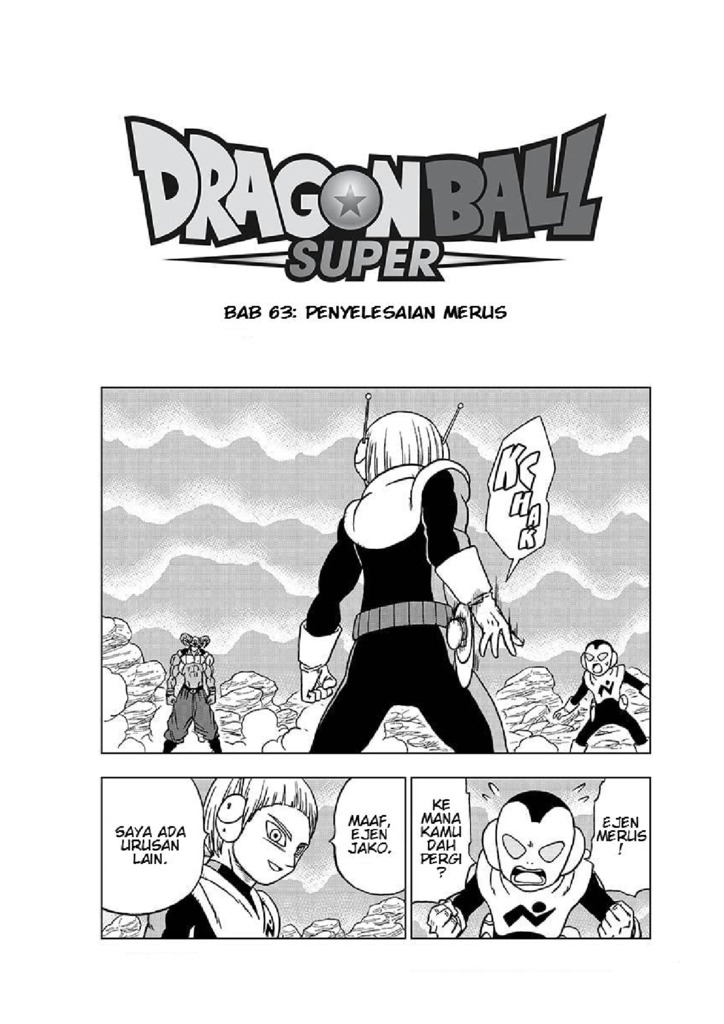 DRAGON BALL
SUPER
BAB 63: PENYELESAIAN MERUS
KCHAK
EJEN
MERUS
!
KE
MANA
KAMU
DAH
PERGI
?
MAAF,
EJEN
JAKO.
SAYA ADA
URUSAN
LAIN.